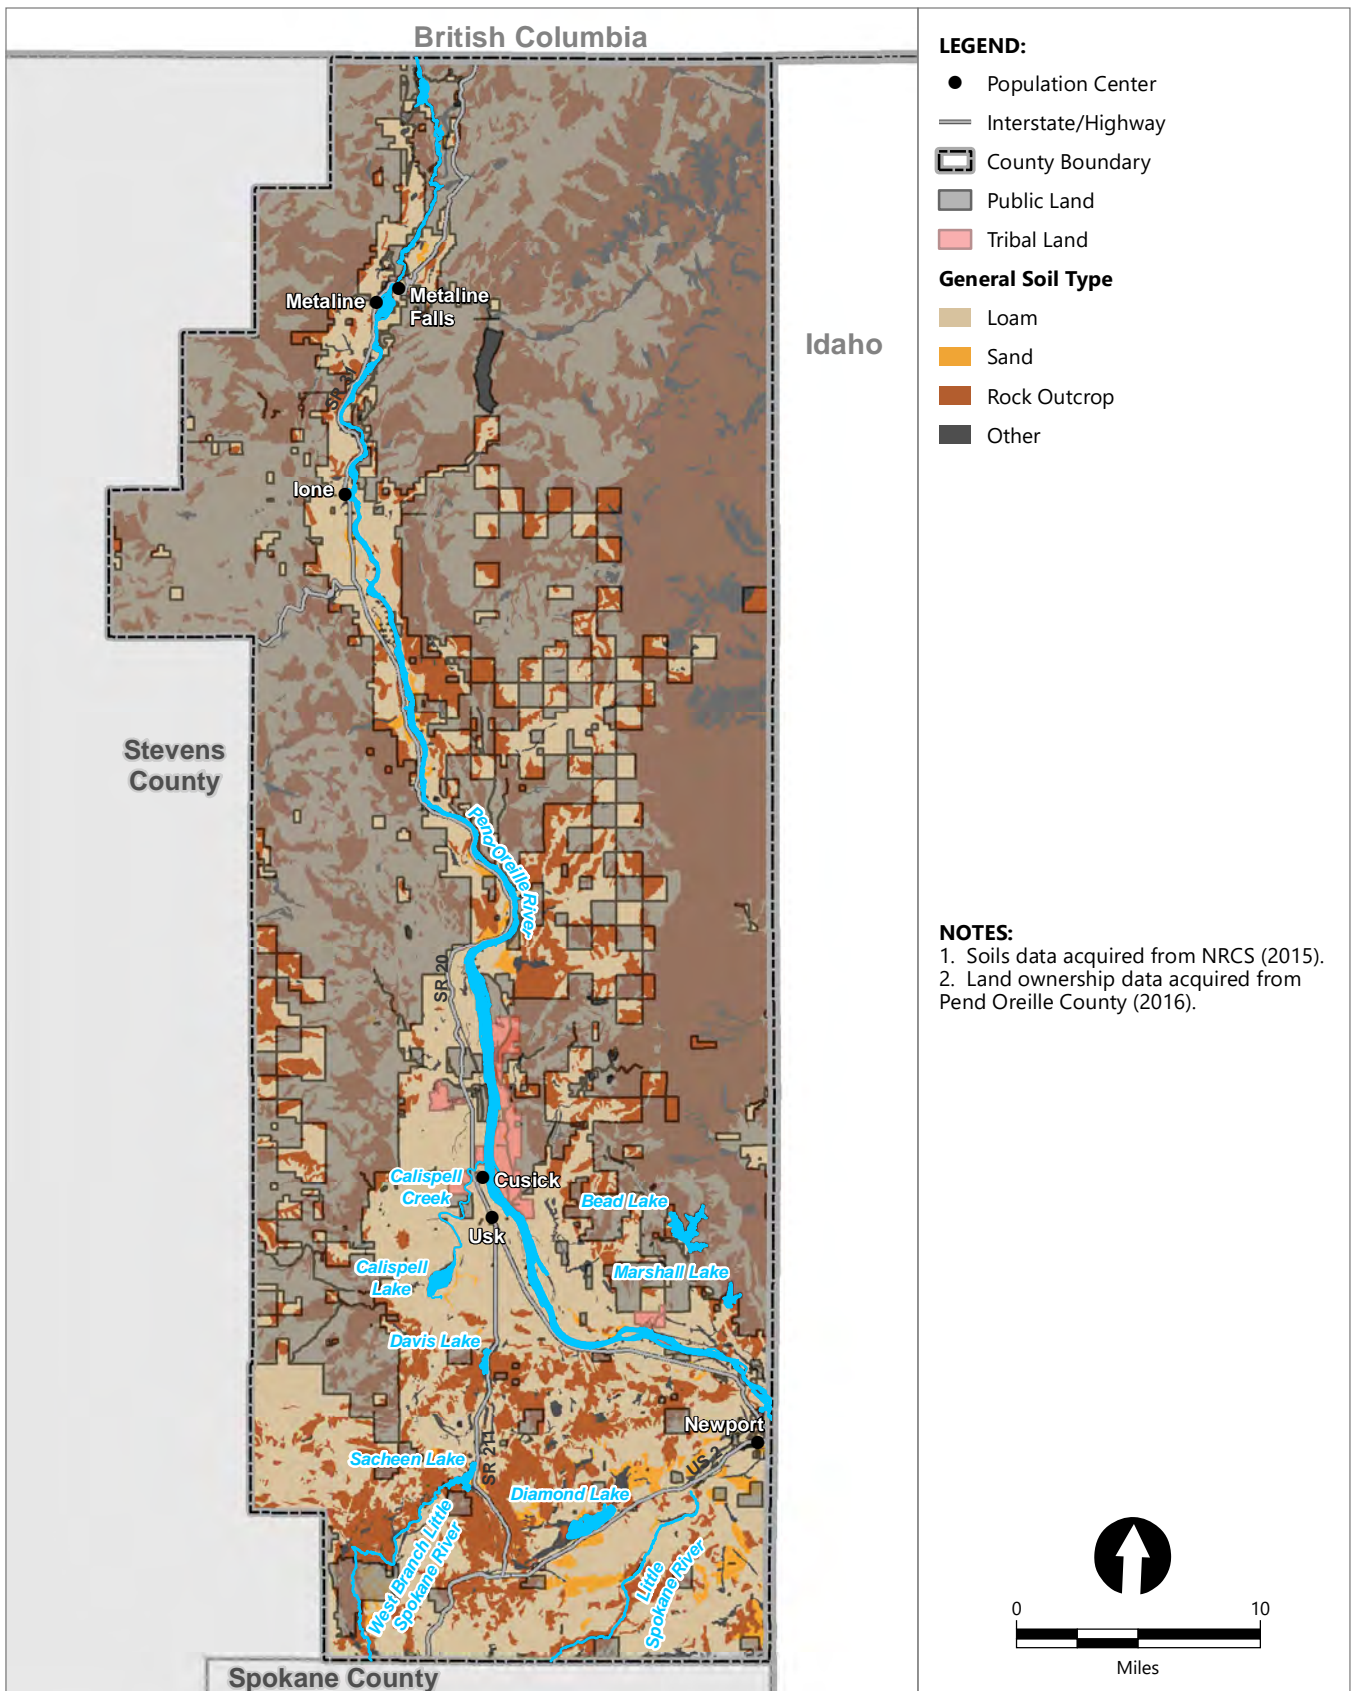 British Columbia
Idaho
Stevens
County
Spokane County
Metaline
Metaline
Falls
SR 31
Ione
Pend Oreille River
SR 20
Calispell
Creek
Cusick
Usk
Bead Lake
Calispell
Lake
Marshall Lake
Davis Lake
Newport
Sacheen Lake
SR 211
US 2
Diamond Lake
West Branch Little
Spokane River
Little
Spokane River
LEGEND:
Population Center
Interstate/Highway
County Boundary
Public Land
Tribal Land
General Soil Type
Loam
Sand
Rock Outcrop
Other
NOTES:
1. Soils data acquired from NRCS (2015).
2. Land ownership data acquired from
Pend Oreille County (2016).
0
10
Miles